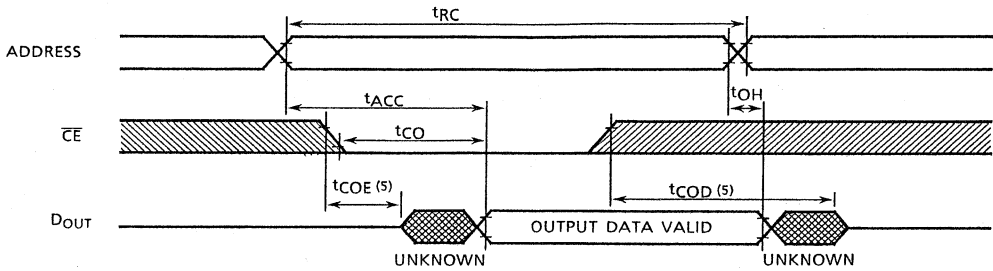 tRC
ADDRESS
tACC
tOH
CE
tCO
tCOE (5)
tCOD (5)
DOUT
OUTPUT DATA VALID
UNKNOWN
UNKNOWN